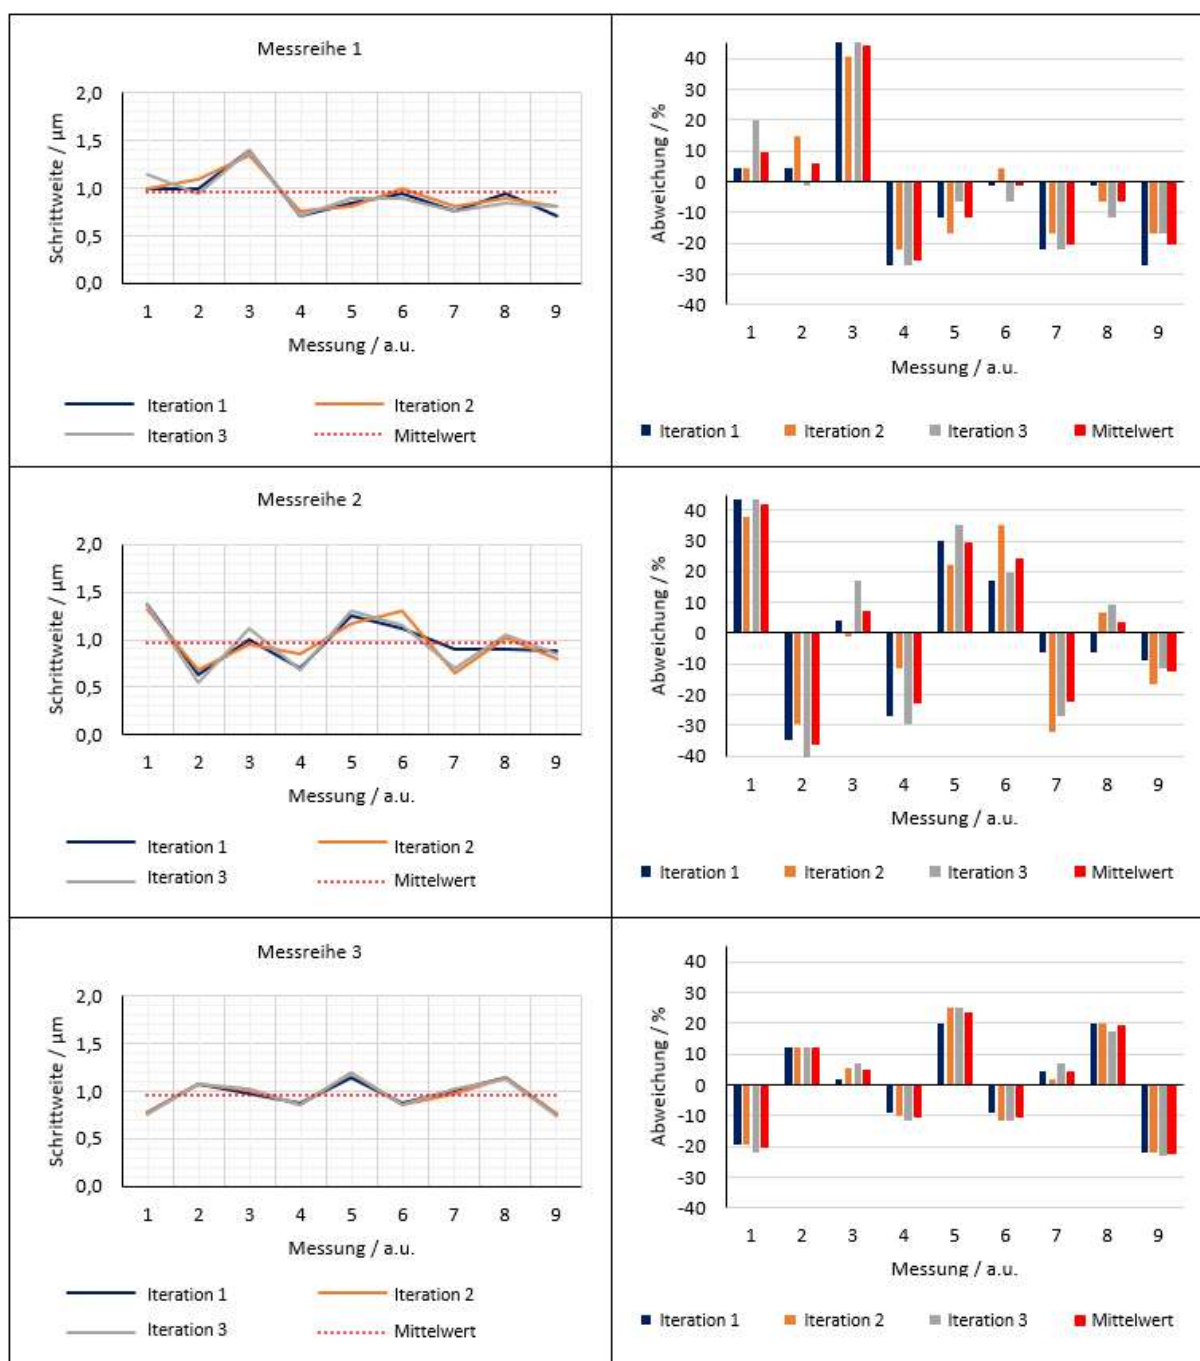 Messreihe 1
Schrittweite / µm
2,0
1,5
1,0
0,5
0,0
1 2 3 4 5 6 7 8 9
Messung / a.u.
Iteration 1 Iteration 2
Iteration 3 Mittelwert
Abweichung / %
40
30
20
10
0
-10
-20
-30
-40
1 2 3 4 5 6 7 8 9
Messung / a.u.
Iteration 1 Iteration 2 Iteration 3 Mittelwert
Messreihe 2
Schrittweite / µm
2,0
1,5
1,0
0,5
0,0
1 2 3 4 5 6 7 8 9
Messung / a.u.
Iteration 1 Iteration 2
Iteration 3 Mittelwert
Abweichung / %
40
30
20
10
0
-10
-20
-30
-40
1 2 3 4 5 6 7 8 9
Messung / a.u.
Iteration 1 Iteration 2 Iteration 3 Mittelwert
Messreihe 3
Schrittweite / µm
2,0
1,5
1,0
0,5
0,0
1 2 3 4 5 6 7 8 9
Messung / a.u.
Iteration 1 Iteration 2
Iteration 3 Mittelwert
Abweichung / %
40
30
20
10
0
-10
-20
-30
-40
1 2 3 4 5 6 7 8 9
Messung / a.u.
Iteration 1 Iteration 2 Iteration 3 Mittelwert